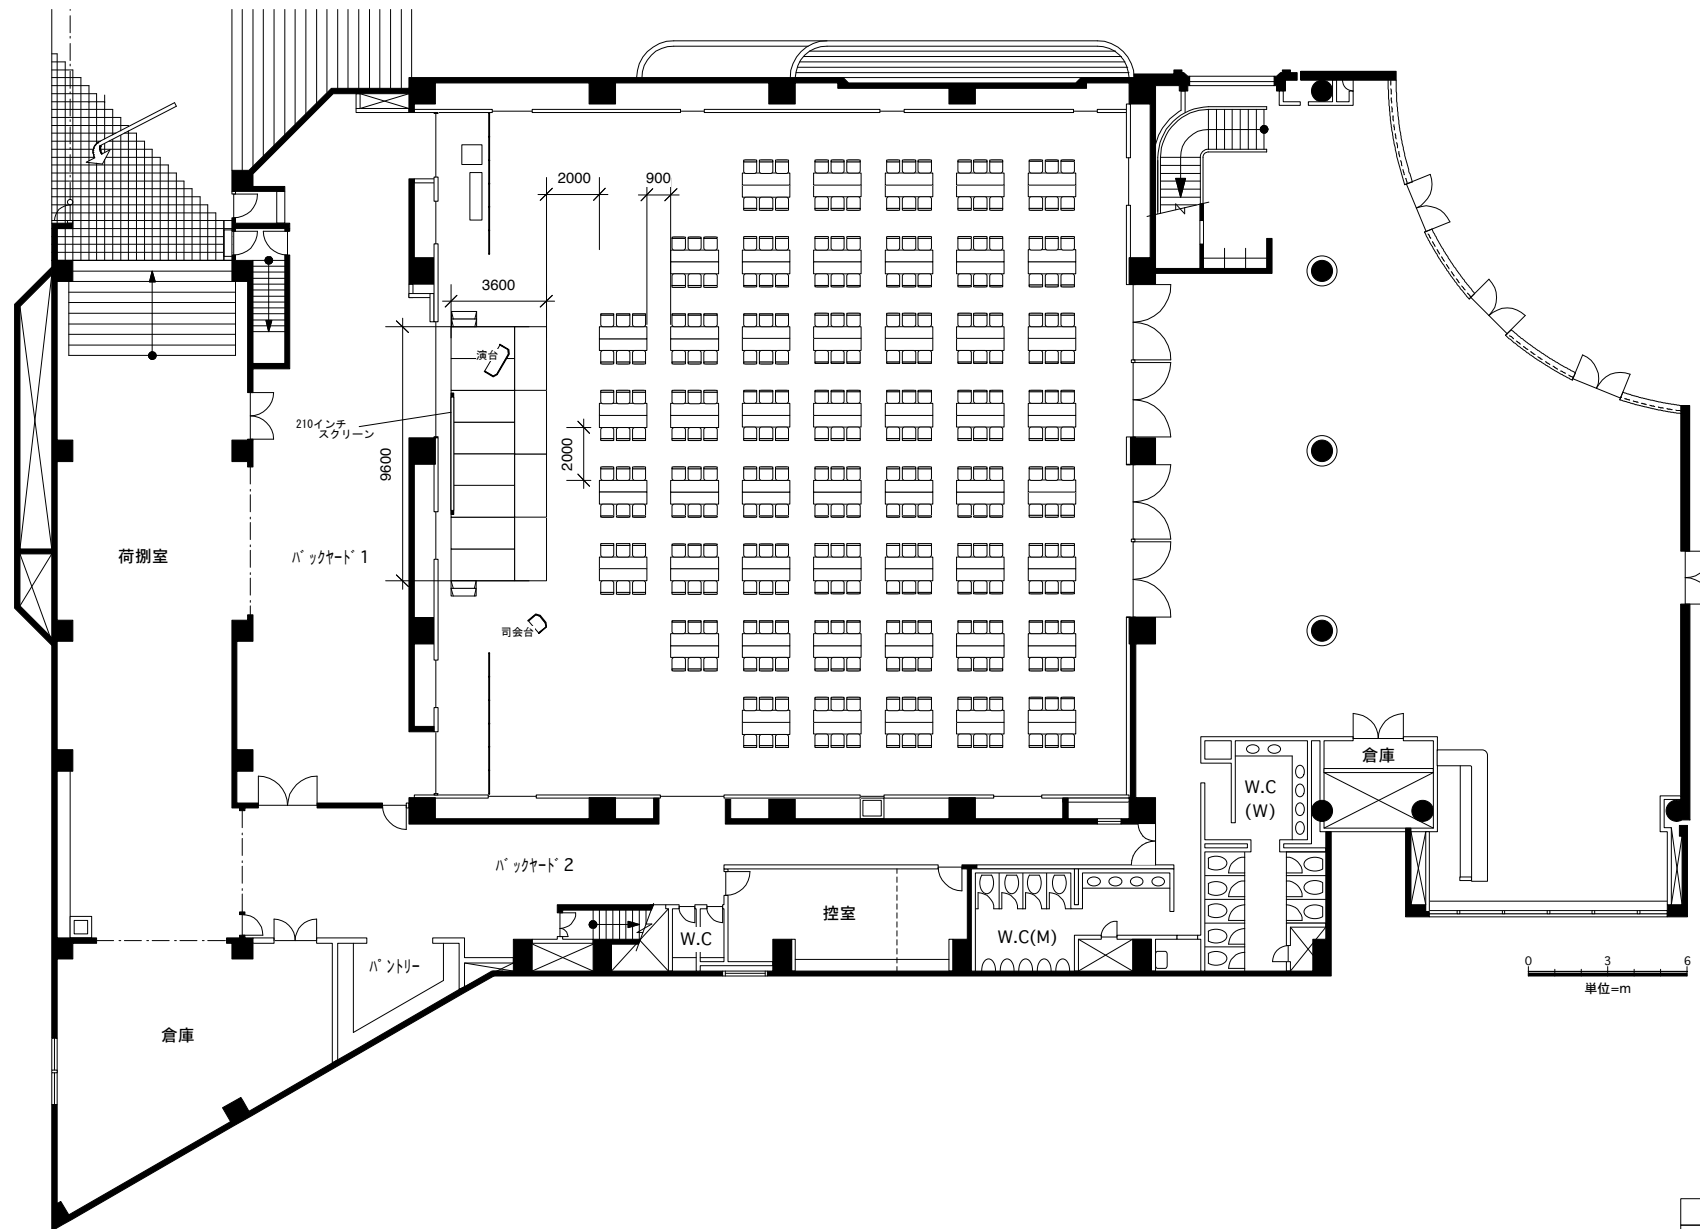 2000
900
3600
演台
210インチ
スクリーン
9600
2000
荷捌室
バックヤード1
司会台
倉庫
W.C
(W)
バックヤード2
控室
W.C
W.C(M)
パントリー
0 3 6
単位=m
倉庫